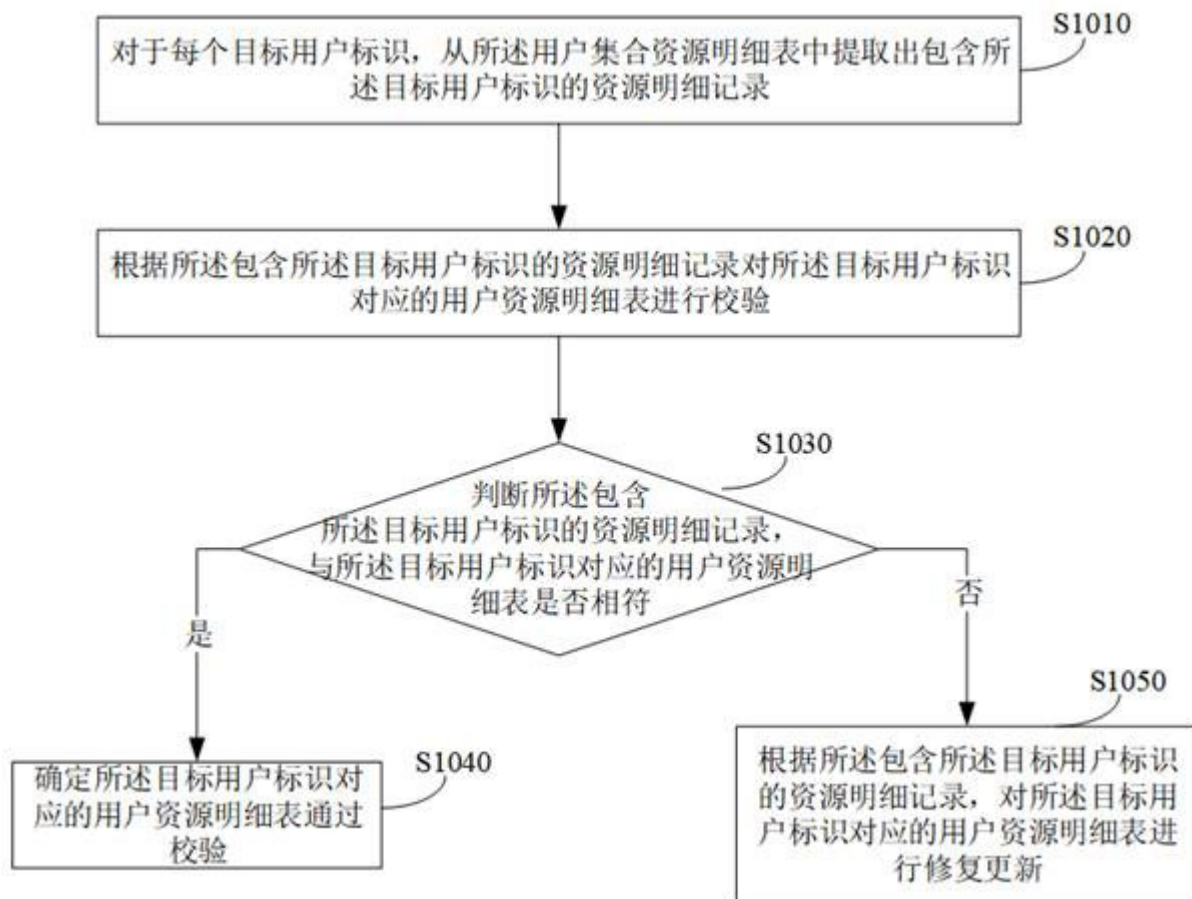 S1010
对于每个目标用户标识，从所述用户集合资源明细表中提取出包含所
述目标用户标识的资源明细记录
S1020
根据所述包含所述目标用户标识的资源明细记录对所述目标用户标识
对应的用户资源明细表进行校验
S1030
判断所述包含
所述目标用户标识的资源明细记录，
与所述目标用户标识对应的用户资源明
细表是否相符
是
否
S1040
确定所述目标用户标识对
应的用户资源明细表通过
校验
S1050
根据所述包含所述目标用户标识
的资源明细记录，对所述目标用
户标识对应的用户资源明细表进
行修复更新